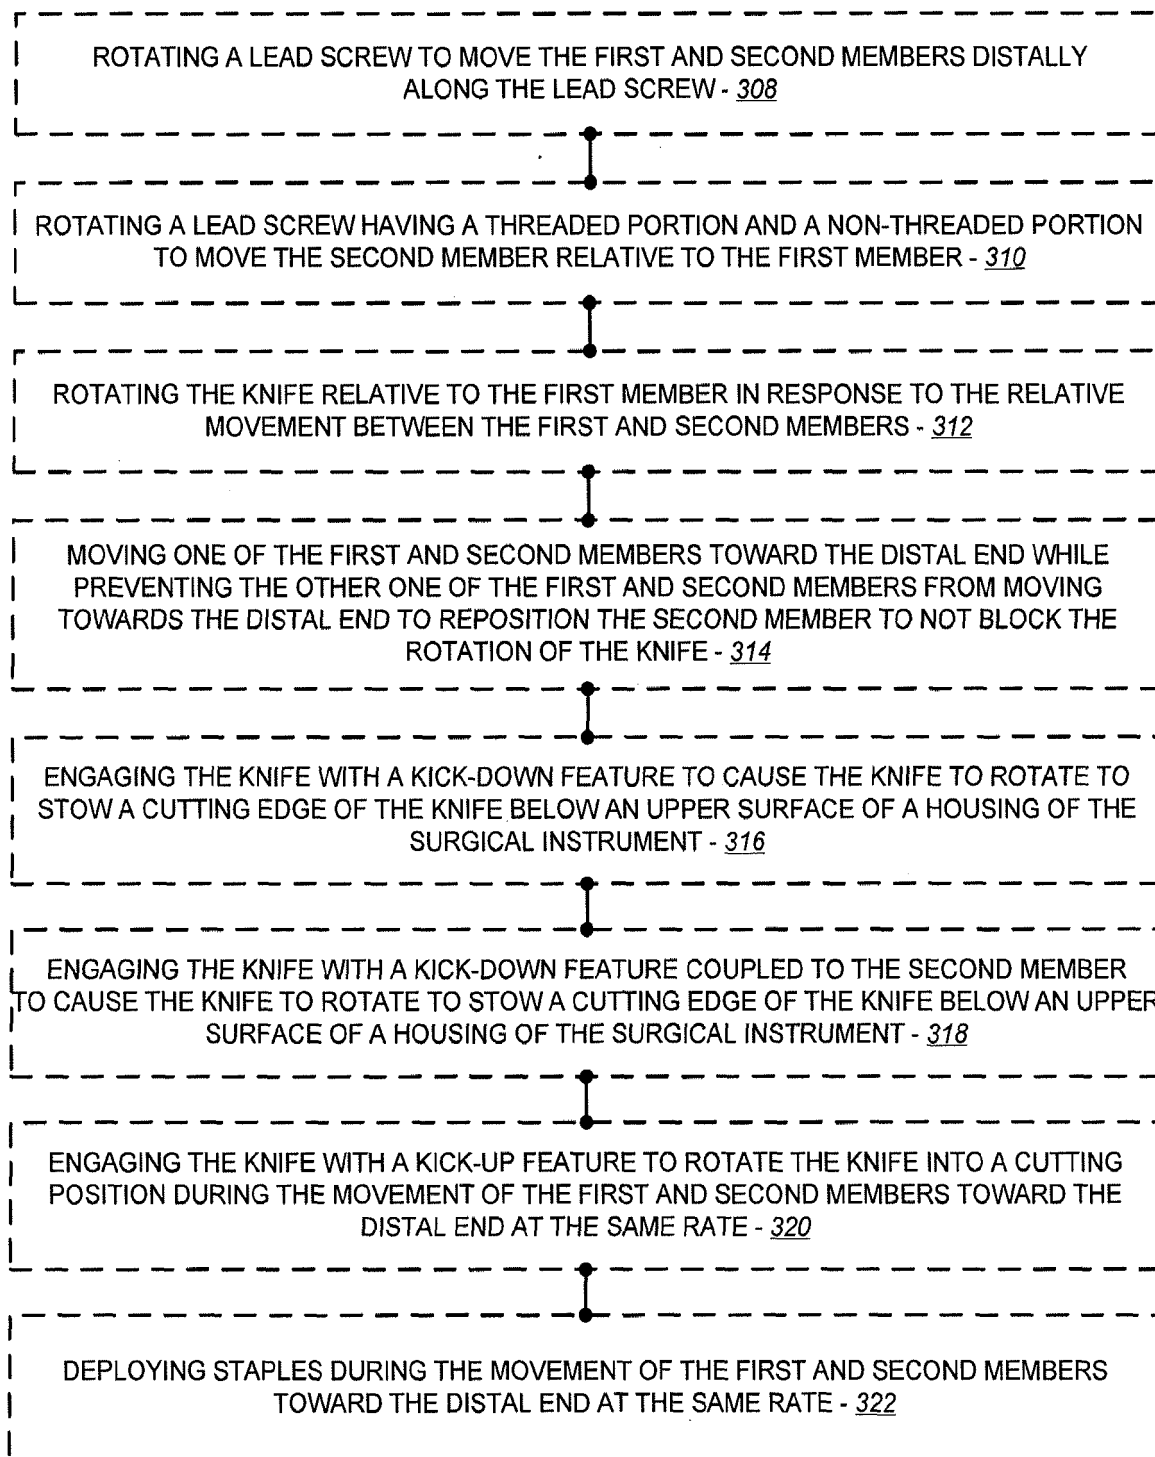 ROTATING A LEAD SCREW TO MOVE THE FIRST AND SECOND MEMBERS DISTALLY
ALONG THE LEAD SCREW - 308
ROTATING A LEAD SCREW HAVING A THREADED PORTION AND A NON-THREADED PORTION
TO MOVE THE SECOND MEMBER RELATIVE TO THE FIRST MEMBER - 310
ROTATING THE KNIFE RELATIVE TO THE FIRST MEMBER IN RESPONSE TO THE RELATIVE
MOVEMENT BETWEEN THE FIRST AND SECOND MEMBERS - 312
MOVING ONE OF THE FIRST AND SECOND MEMBERS TOWARD THE DISTAL END WHILE
PREVENTING THE OTHER ONE OF THE FIRST AND SECOND MEMBERS FROM MOVING
TOWARDS THE DISTAL END TO REPOSITION THE SECOND MEMBER TO NOT BLOCK THE
ROTATION OF THE KNIFE - 314
ENGAGING THE KNIFE WITH A KICK-DOWN FEATURE TO CAUSE THE KNIFE TO ROTATE TO
STOW A CUTTING EDGE OF THE KNIFE BELOW AN UPPER SURFACE OF A HOUSING OF THE
SURGICAL INSTRUMENT - 316
ENGAGING THE KNIFE WITH A KICK-DOWN FEATURE COUPLED TO THE SECOND MEMBER
TO CAUSE THE KNIFE TO ROTATE TO STOW A CUTTING EDGE OF THE KNIFE BELOW AN UPPER
SURFACE OF A HOUSING OF THE SURGICAL INSTRUMENT - 318
ENGAGING THE KNIFE WITH A KICK-UP FEATURE TO ROTATE THE KNIFE INTO A CUTTING
POSITION DURING THE MOVEMENT OF THE FIRST AND SECOND MEMBERS TOWARD THE
DISTAL END AT THE SAME RATE - 320
DEPLOYING STAPLES DURING THE MOVEMENT OF THE FIRST AND SECOND MEMBERS
TOWARD THE DISTAL END AT THE SAME RATE - 322